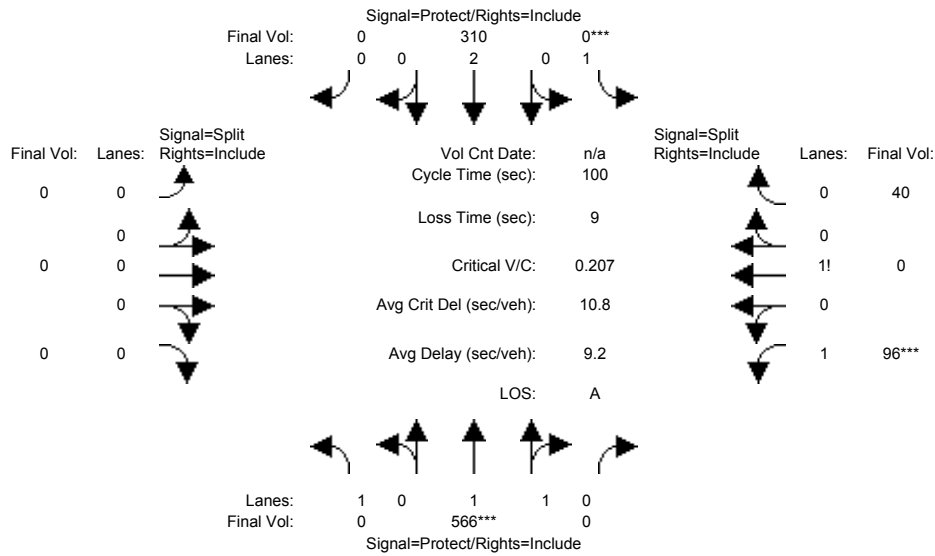 Signal=Protect/Rights=Include
Final Vol: 0 310 0***
Lanes: 0 0 2 0 1
Signal=Split
Final Vol: Lanes: Rights=Include
Vol Cnt Date: n/a
Signal=Split
Rights=Include Lanes: Final Vol:
Cycle Time (sec): 100
0 0
0 40
Loss Time (sec): 9
0
0
0 0
Critical V/C: 0.207
1! 0
0
Avg Crit Del (sec/veh): 10.8
0
0 0
Avg Delay (sec/veh): 9.2
1 96***
LOS: A
Lanes: 1 0 1 1 0
Final Vol: 0 566*** 0
Signal=Protect/Rights=Include